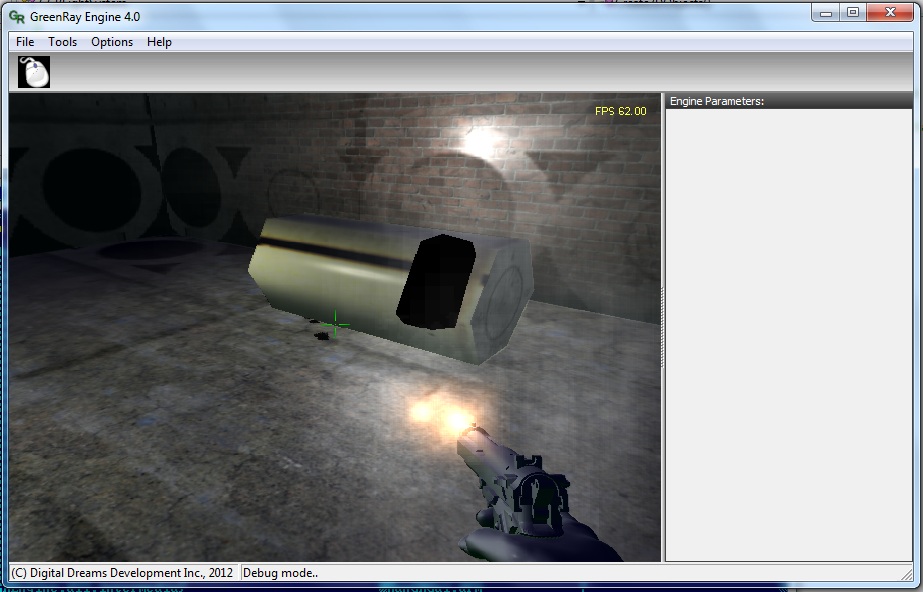 GR GreenRay Engine 4.0
File Tools Options Help
FPS 62.00
Engine Parameters:
(C) Digital Dreams Development Inc., 2012 Debug mode..